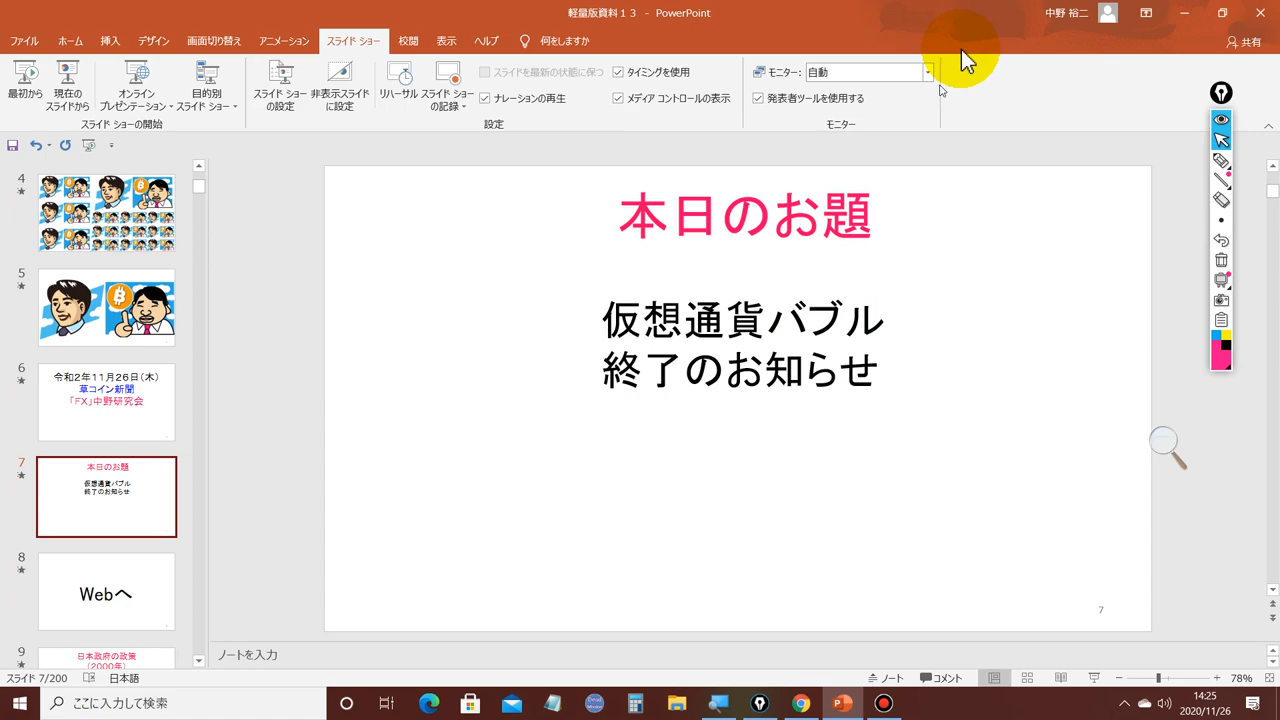 軽量版資料１３ - PowerPoint
中野 裕二
ファイル ホーム 挿入 デザイン 画面切り替え アニメーション スライド ショー 校閲 表示 ヘルプ 何をしますか
共有
最初から
現在の
スライドから
オンライン
プレゼンテーション
目的別
スライド ショー
スライド ショーの開始
スライド ショー
の設定
非表示スライド
に設定
リハーサル
スライド ショー
の記録
スライドを最新の状態に保つ
ナレーションの再生
タイミングを使用
メディア コントロールの表示
設定
モニター: 自動
発表者ツールを使用する
モニター
4
5
6
令和2年11月26日(木)
草コイン新聞
「FX」中野研究会
7
本日のお題
仮想通貨バブル
終了のお知らせ
8
Webへ
9
日本政府の政策
(2000年)
本日のお題
仮想通貨バブル
終了のお知らせ
7
ノートを入力
スライド 7/200 日本語
ノート コメント 78%
ここに入力して検索
14:25
2020/11/26